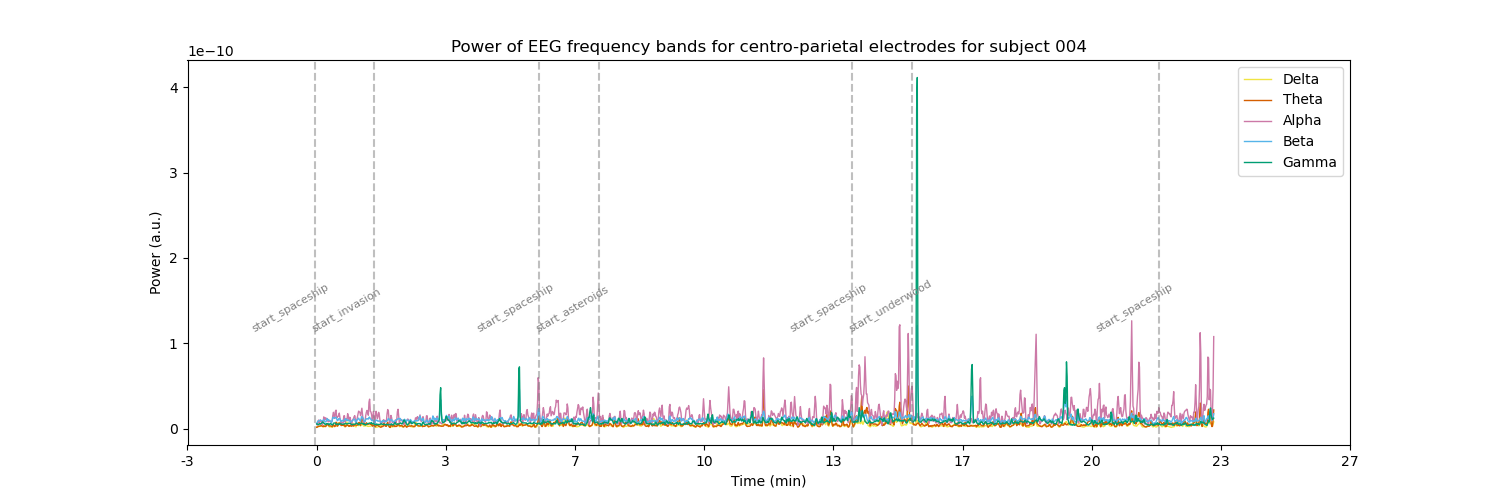 Power of EEG frequency bands for centro-parietal electrodes for subject 004
1e−10
4
3
2
1
0
Power (a.u.)
start_spaceship
start_invasion
start_spaceship
start_asteroids
start_spaceship
start_underwood
start_spaceship
Delta
Theta
Alpha
Beta
Gamma
-3 0 3 7 10 13 17 20 23 27
Time (min)